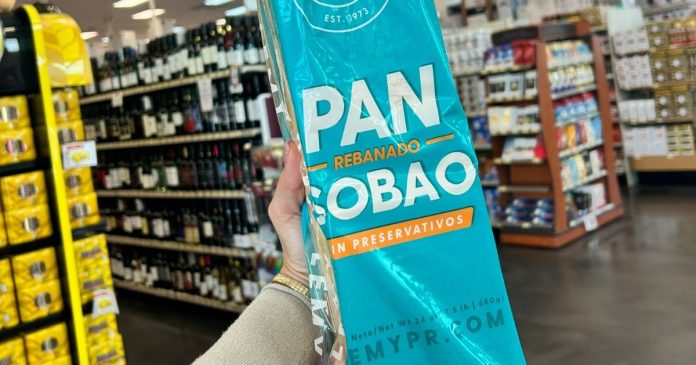 EST. 1973
PAN
REBANADO
SOBAO
IN PRESERVATIVOS
Neto/Net Wt 24 oz 1.5 lb (680g)
EMYPR.COM